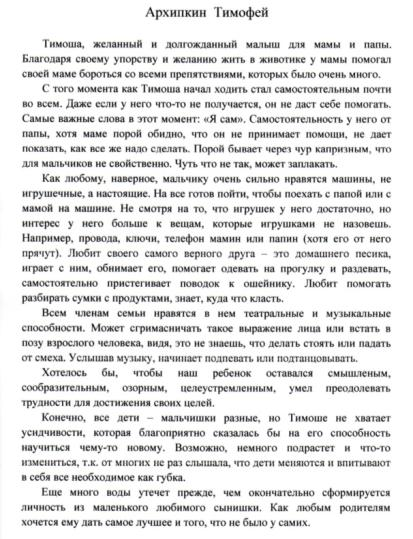 Архипкин Тимофей
Тимоша, желанный и долгожданный малыш для мамы и папы.
Благодаря своему упорству и желанию жить в животике у мамы помогал
своей маме бороться со всеми препятствиями, которых было очень много.
С того момента как Тимоша начал ходить стал самостоятельным почти
во всем. Даже если у него что-то не получается, он не даст себе помогать.
Самые важные слова в этот момент: «Я сам». Самостоятельность у него от
папы, хотя маме порой обидно, что он не принимает помощи, не дает
показать, как все же надо сделать. Порой бывает через чур капризным, что
для мальчиков не свойственно. Чуть что не так, может заплакать.
Как любому, наверное, мальчику очень сильно нравятся машины, не
игрушечные, а настоящие. На все готов пойти, чтобы поехать с папой или с
мамой на машине. Не смотря на то, что игрушек у него достаточно, но
интерес у него больше к вещам, которые игрушками не назовешь.
Например, провода, ключи, телефон мамин или папин (хотя его от него
прячут). Любит своего самого верного друга – это домашнего песика,
играет с ним, обнимает его, помогает одевать на прогулку и раздевать,
самостоятельно пристегивает поводок к ошейнику. Любит помогать
разбирать сумки с продуктами, знает, куда что класть.
Всем членам семьи нравятся в нем театральные и музыкальные
способности. Может сгримасничать такое выражение лица или встать в
позу взрослого человека, видя, это не знаешь, что делать стоять или падать
от смеха. Услышав музыку, начинает подпевать или подтанцовывать.
Хотелось бы, чтобы наш ребенок оставался смышленым,
сообразительным, озорным, целеустремленным, умел преодолевать
трудности для достижения своих целей.
Конечно, все дети – мальчишки разные, но Тимоше не хватает
усидчивости, которая благоприятно сказалась бы на его способность
научиться чему-то новому. Возможно, немного подрастет и что-то
измениться, т.к. от многих не раз слышала, что дети меняются и впитывают
в себя все необходимое как губка.
Еще много воды утечет прежде, чем окончательно сформируется
личность из маленького любимого сынишки. Как любым родителям
хочется ему дать самое лучшее и того, что не было у самих.